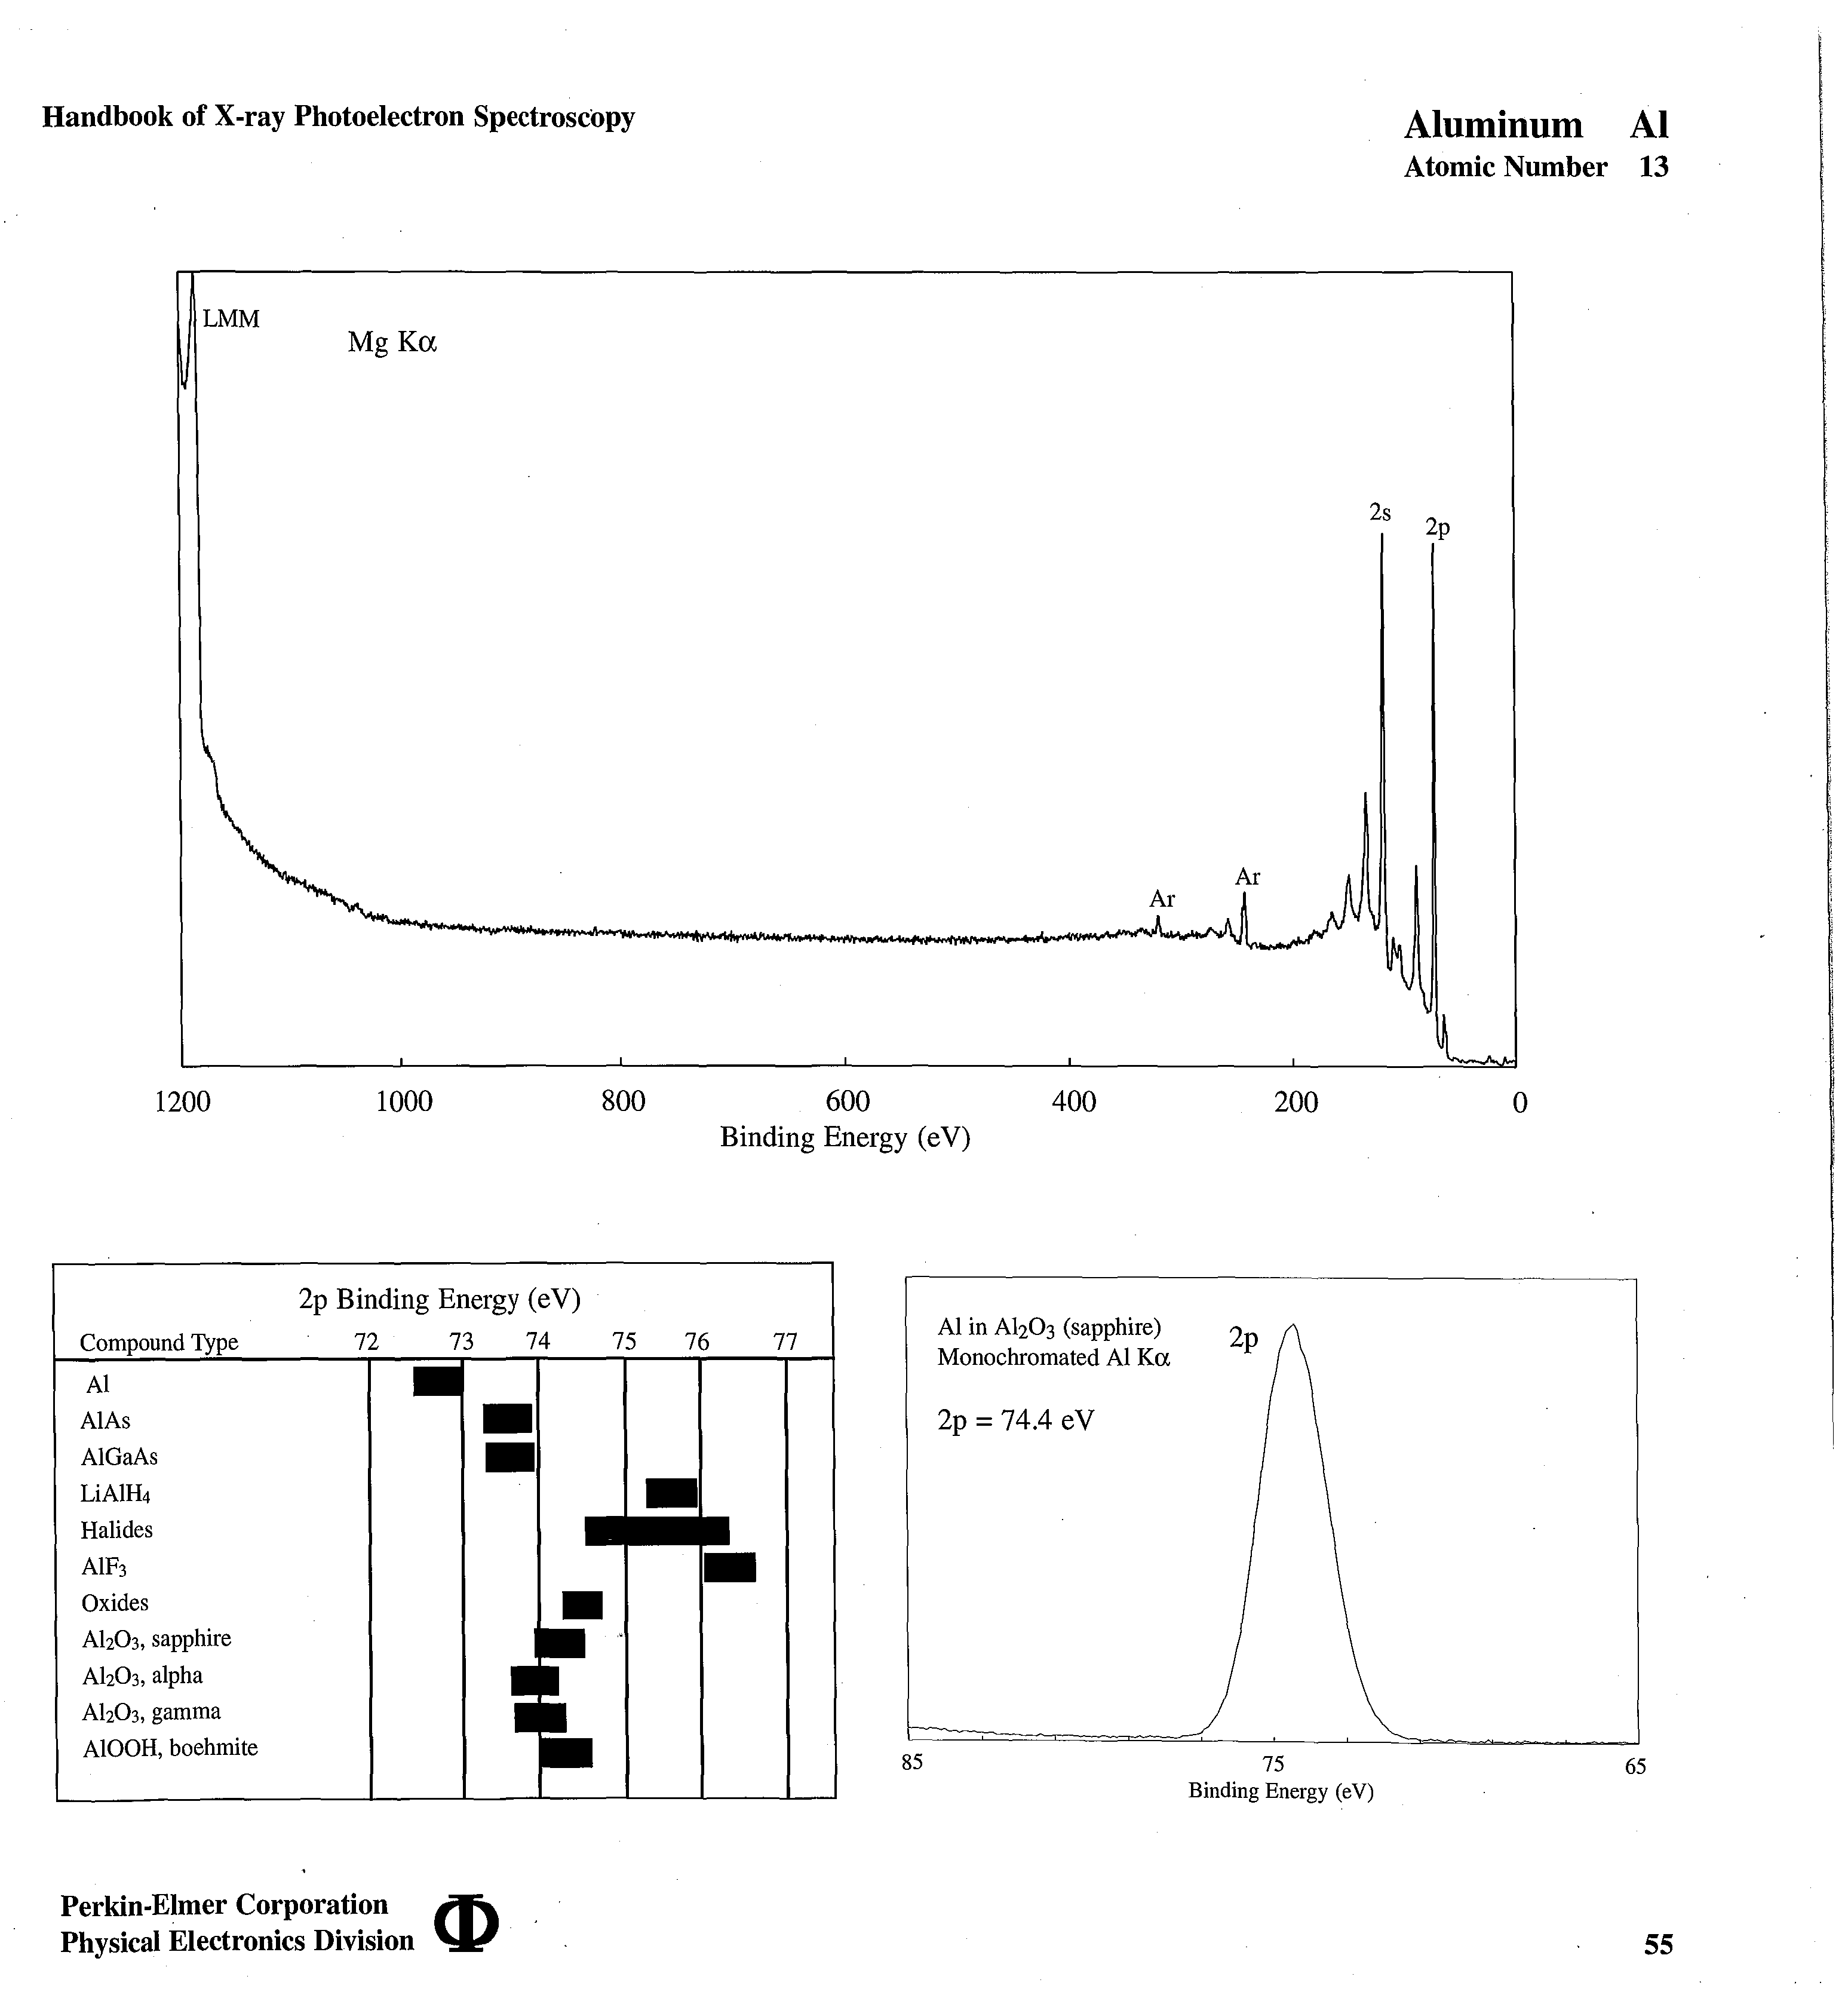 Handbook of X-ray Photoelectron Spectroscopy
Aluminum Al
Atomic Number 13
LMM
Mg Kα
2s
2p
Ar
Ar
1200 1000 800 600 400 200 0
Binding Energy (eV)
2p Binding Energy (eV)
Compound Type 72 73 74 75 76 77
Al
AlAs
AlGaAs
LiAlH₄
Halides
AlF₃
Oxides
Al₂O₃, sapphire
Al₂O₃, alpha
Al₂O₃, gamma
AlOOH, boehmite
Al in Al₂O₃ (sapphire)
Monochromated Al Kα
2p
2p = 74.4 eV
85 75 65
Binding Energy (eV)
Perkin-Elmer Corporation
Physical Electronics Division
Φ
55